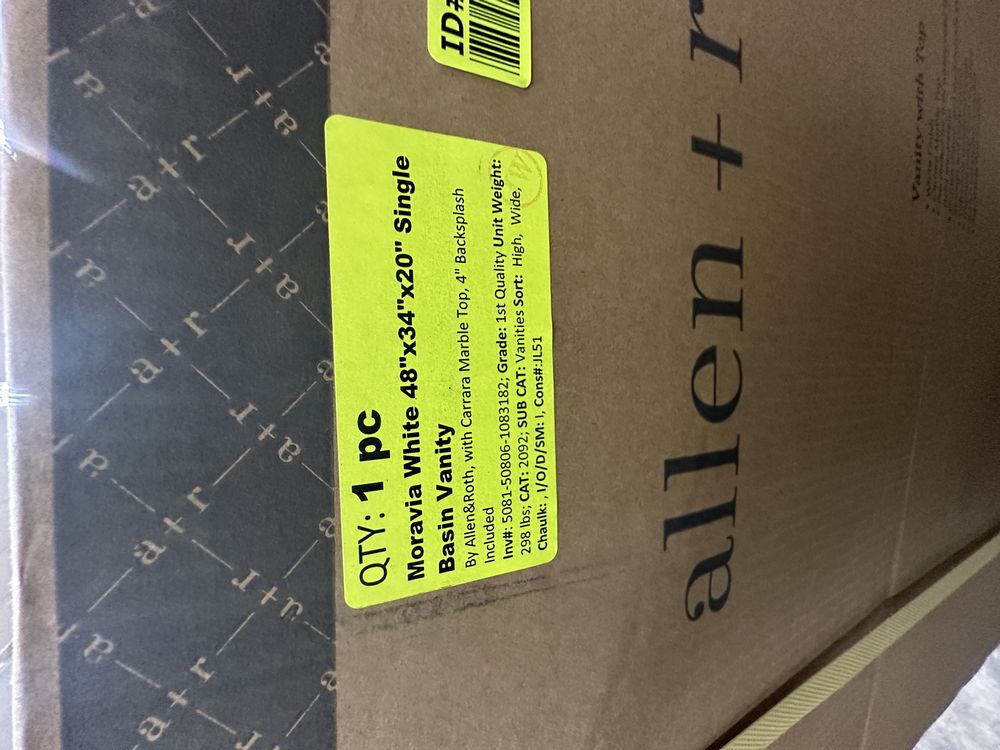 ID#
QTY: 1 pc
Moravia White 48"x34"x20" Single
Basin Vanity
By Allen&Roth, with Carrara Marble Top, 4" Backsplash
Included
Inv#: 5081-50806-1083182; Grade: 1st Quality Unit Weight:
298 lbs; CAT: 2092; SUB CAT: Vanities Sort: High, Wide,
Chaulk: , I/O/D/SM: I, Cons#:JL51
allen + r
Vanity with Top
a+r
a+r
a+r
a+r
a+r
a+r